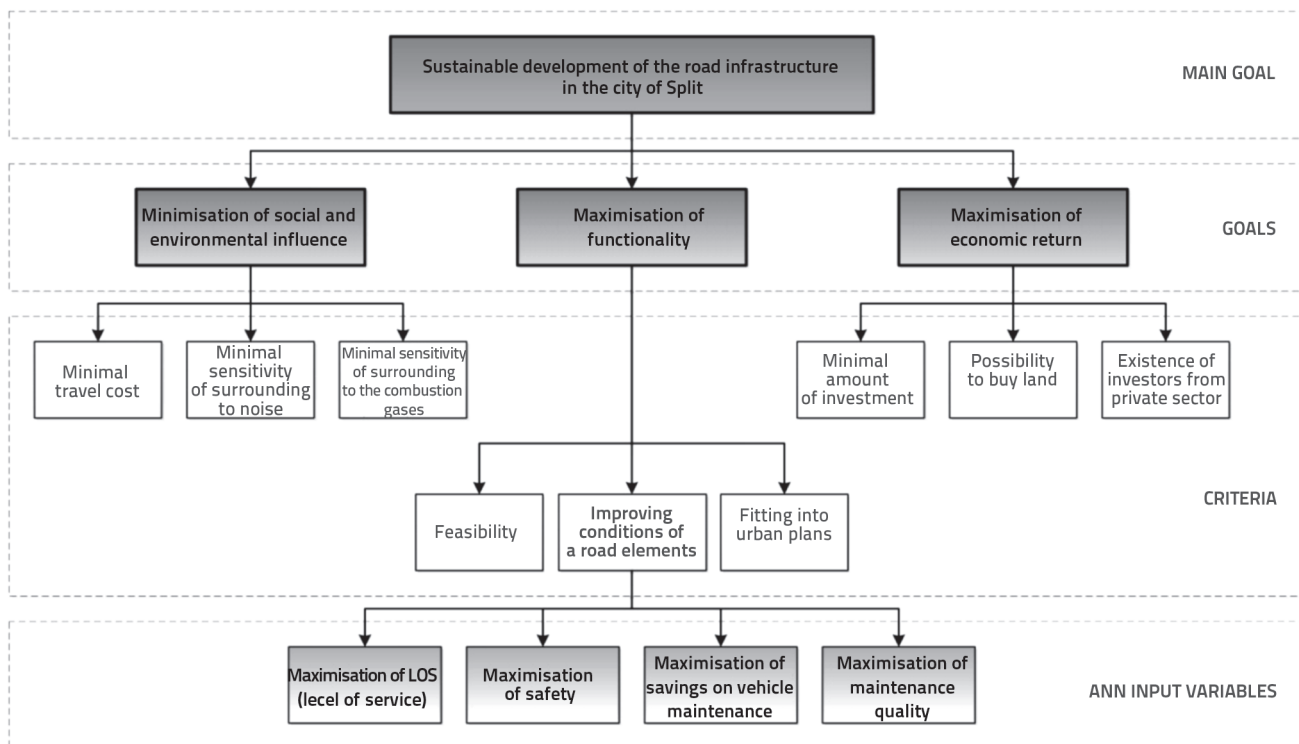 Sustainable development of the road infrastructure
in the city of Split
MAIN GOAL
Minimisation of social and
environmental influence
Maximisation of
functionality
Maximisation of
economic return
GOALS
Minimal
travel cost
Minimal
sensitivity
of surrounding
to noise
Minimal sensitivity
of surrounding
to the combustion
gases
Minimal
amount
of investment
Possibility
to buy land
Existence of
investors from
private sector
Feasibility
Improving
conditions of
a road elements
Fitting into
urban plans
CRITERIA
Maximisation of LOS
(lecel of service)
Maximisation
of safety
Maximisation of
savings on vehicle
maintenance
Maximisation of
maintenance
quality
ANN INPUT VARIABLES